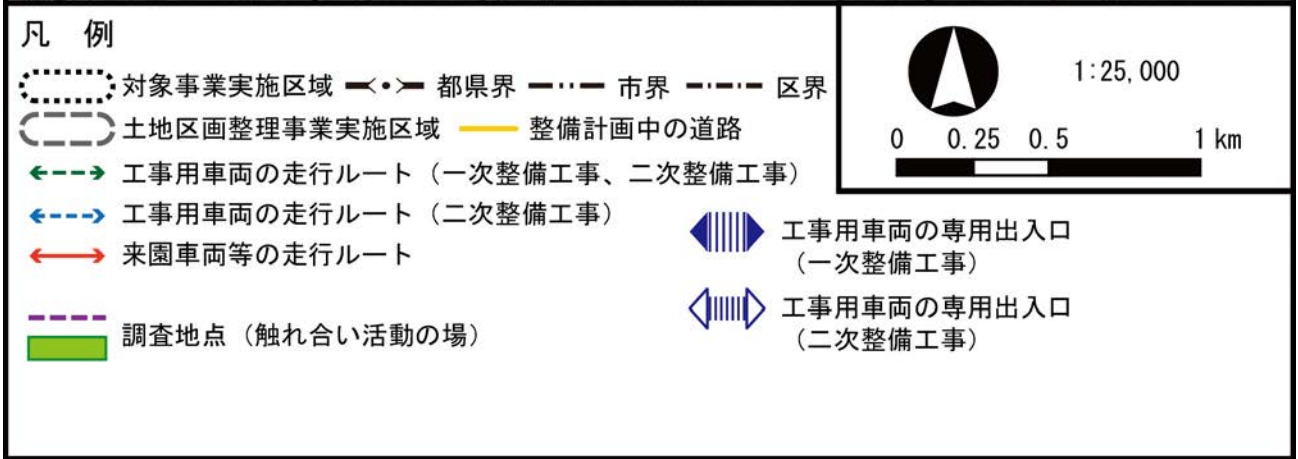 凡 例
対象事業実施区域 都県界 市界 区界
土地区画整理事業実施区域 整備計画中の道路
工事用車両の走行ルート（一次整備工事、二次整備工事）
工事用車両の走行ルート（二次整備工事）
来園車両等の走行ルート
調査地点（触れ合い活動の場）
工事用車両の専用出入口
（一次整備工事）
工事用車両の専用出入口
（二次整備工事）
1:25,000
0 0.25 0.5 1 km